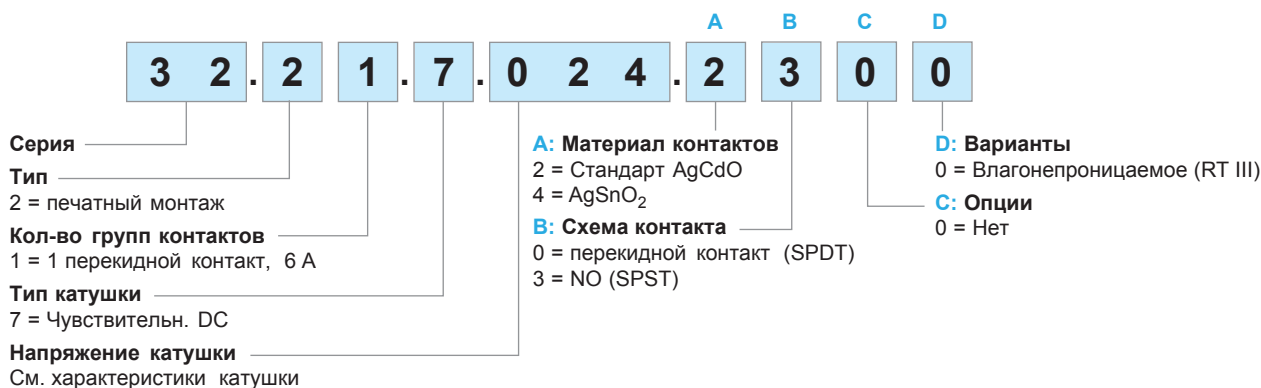 A B C D
3 2 . 2 1 . 7 . 0 2 4 . 2 3 0 0
Серия
Тип
2 = печатный монтаж
Кол-во групп контактов
1 = 1 перекидной контакт, 6 A
Тип катушки
7 = Чувствительн. DC
Напряжение катушки
См. характеристики катушки
A: Материал контактов
2 = Стандарт AgCdO
4 = AgSnO₂
B: Схема контакта
0 = перекидной контакт (SPDT)
3 = NO (SPST)
D: Варианты
0 = Влагонепроницаемое (RT III)
C: Опции
0 = Нет